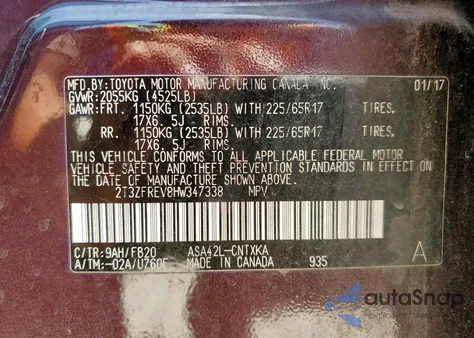 MFD.BY: TOYOTA MOTOR MANUFACTURING CANADA INC. 01/17
GVWR: 2055KG (4525LB)
GAWR: FRT. 1150KG (2535LB) WITH 225/65R17 TIRES.
17X6. 5J RIMS.
RR. 1150KG (2535LB) WITH 225/65R17 TIRES.
17X6. 5J RIMS.
THIS VEHICLE CONFORMS TO ALL APPLICABLE FEDERAL MOTOR
VEHICLE SAFETY AND THEFT PREVENTION STANDARDS IN EFFECT ON
THE DATE OF MANUFACTURE SHOWN ABOVE.
2T3ZFREV8HW347338 MPV
C/TR: 9AH/FB20 ASA42L-CNTXKA A
A/TM: -02A/U760F MADE IN CANADA 935
autoSnap